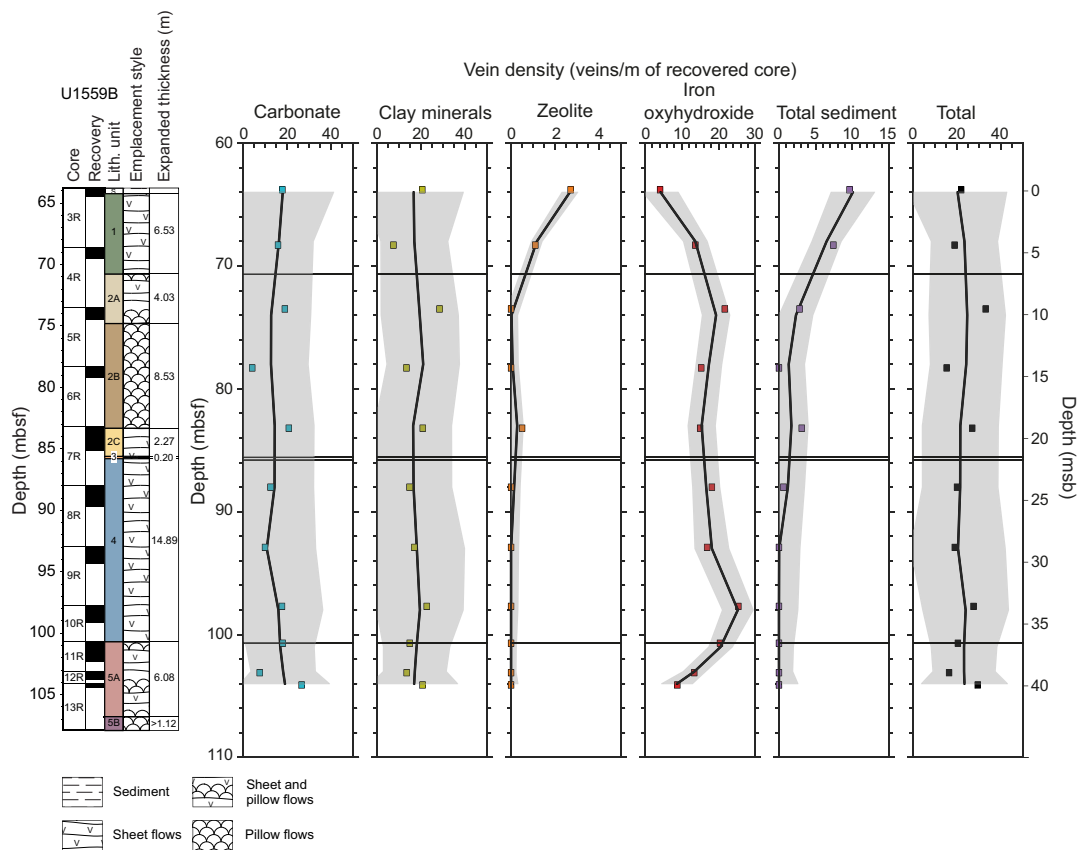 Vein density (veins/m of recovered core)
U1559B
Core
Recovery
Lith. unit
Emplacement style
Expanded thickness (m)
Carbonate
Clay minerals
Zeolite
Iron
oxyhydroxide
Total sediment
Total
0 20 40
0 20 40
0 2 4
0 10 20 30
0 5 10 15
0 20 40
Depth (mbsf)
65
70
75
80
85
90
95
100
105
3R
4R
5R
6R
7R
8R
9R
10R
11R
12R
13R
S
1
2A
2B
2C
3
4
5A
5B
6.53
4.03
8.53
2.27
0.20
14.89
6.08
>1.12
Depth (mbsf)
60
70
80
90
100
110
Depth (msb)
0
5
10
15
20
25
30
35
40
Sediment
Sheet and
pillow flows
Sheet flows
Pillow flows